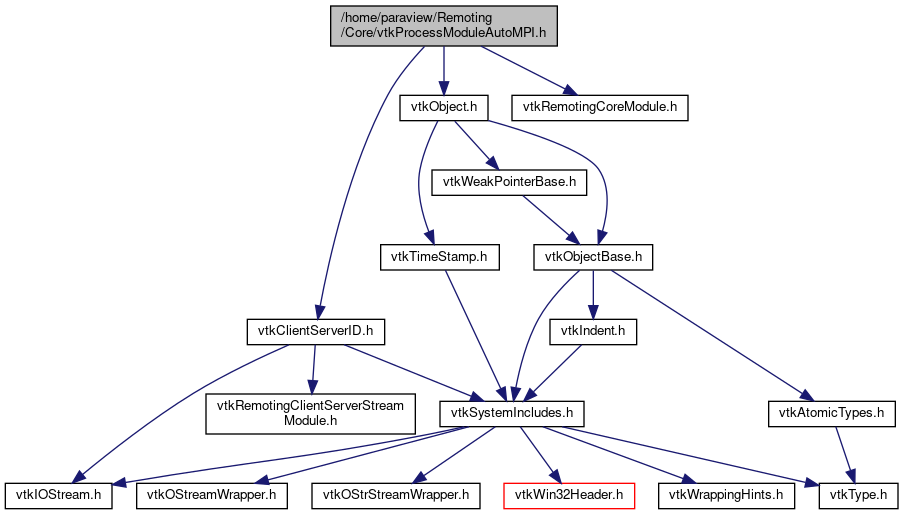 /home/paraview/Remoting
/Core/vtkProcessModuleAutoMPI.h
vtkObject.h
vtkRemotingCoreModule.h
vtkWeakPointerBase.h
vtkTimeStamp.h
vtkObjectBase.h
vtkClientServerID.h
vtkIndent.h
vtkRemotingClientServerStream
Module.h
vtkSystemIncludes.h
vtkAtomicTypes.h
vtkIOStream.h
vtkOStreamWrapper.h
vtkOStrStreamWrapper.h
vtkWin32Header.h
vtkWrappingHints.h
vtkType.h